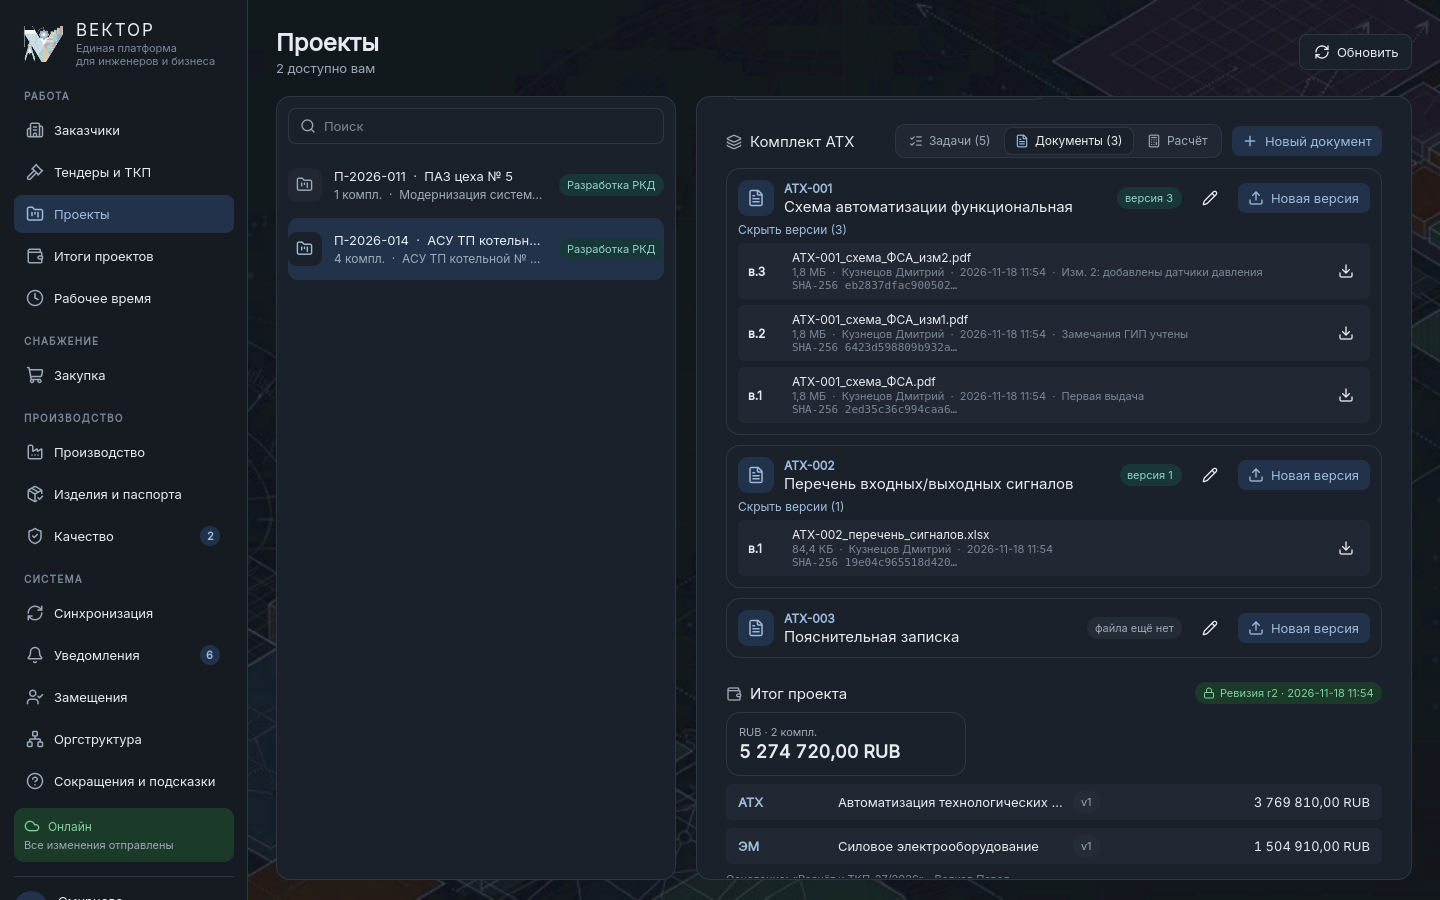 ВЕКТОР
Единая платформа
для инженеров и бизнеса
РАБОТА
Заказчики
Тендеры и ТКП
Проекты
Итоги проектов
Рабочее время
СНАБЖЕНИЕ
Закупка
ПРОИЗВОДСТВО
Производство
Изделия и паспорта
Качество 2
СИСТЕМА
Синхронизация
Уведомления 6
Замещения
Оргструктура
Сокращения и подсказки
Онлайн
Все изменения отправлены
Проекты
2 доступно вам
Обновить
Поиск
П-2026-011 · ПАЗ цеха № 5
1 компл. · Модернизация систем…
Разработка РКД
П-2026-014 · АСУ ТП котельн…
4 компл. · АСУ ТП котельной № …
Разработка РКД
Комплект АТХ
Задачи (5)
Документы (3)
Расчёт
Новый документ
АТХ-001
Схема автоматизации функциональная
версия 3
Новая версия
Скрыть версии (3)
в.3
АТХ-001_схема_ФСА_изм2.pdf
1,8 МБ · Кузнецов Дмитрий · 2026-11-18 11:54 · Изм. 2: добавлены датчики давления
SHA-256 eb2837dfac900502…
в.2
АТХ-001_схема_ФСА_изм1.pdf
1,8 МБ · Кузнецов Дмитрий · 2026-11-18 11:54 · Замечания ГИП учтены
SHA-256 6423d598809b932a…
в.1
АТХ-001_схема_ФСА.pdf
1,8 МБ · Кузнецов Дмитрий · 2026-11-18 11:54 · Первая выдача
SHA-256 2ed35c36c994caa6…
АТХ-002
Перечень входных/выходных сигналов
версия 1
Новая версия
Скрыть версии (1)
в.1
АТХ-002_перечень_сигналов.xlsx
84,4 КБ · Кузнецов Дмитрий · 2026-11-18 11:54
SHA-256 19e04c965518d420…
АТХ-003
Пояснительная записка
файла ещё нет
Новая версия
Итог проекта
Ревизия r2 · 2026-11-18 11:54
RUB · 2 компл.
5 274 720,00 RUB
АТХ Автоматизация технологических … v1 3 769 810,00 RUB
ЭМ Силовое электрооборудование v1 1 504 910,00 RUB